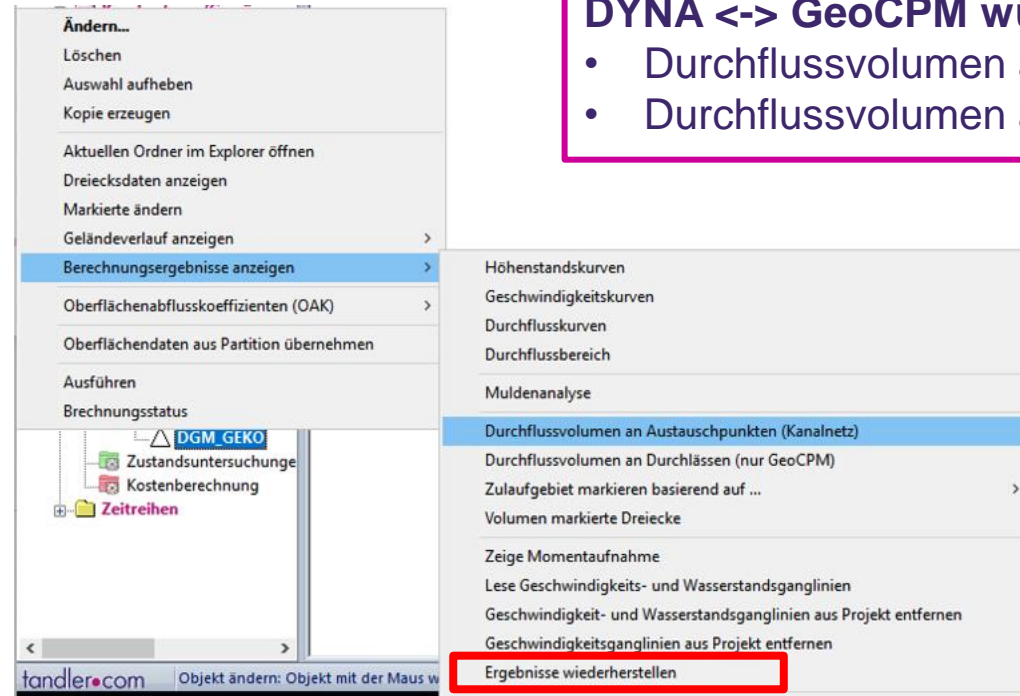 Ändern...
Löschen
Auswahl aufheben
Kopie erzeugen
Aktuellen Ordner im Explorer öffnen
Dreiecksdaten anzeigen
Markierte ändern
Geländeverlauf anzeigen
Berechnungsergebnisse anzeigen
Oberflächenabflusskoeffizienten (OAK)
Oberflächendaten aus Partition übernehmen
Ausführen
Brechnungsstatus
DGM_GEKO
Zustandsuntersuchunge
Kostenberechnung
Zeitreihen
tandler.com
Objekt ändern: Objekt mit der Maus w
DYNA <-> GeoCPM wu
• Durchflussvolumen a
• Durchflussvolumen a
Höhenstandskurven
Geschwindigkeitskurven
Durchflusskurven
Durchflussbereich
Muldenanalyse
Durchflussvolumen an Austauschpunkten (Kanalnetz)
Durchflussvolumen an Durchlässen (nur GeoCPM)
Zulaufgebiet markieren basierend auf ...
Volumen markierte Dreiecke
Zeige Momentaufnahme
Lese Geschwindigkeits- und Wasserstandsganglinien
Geschwindigkeit- und Wasserstandsganglinien aus Projekt entfernen
Geschwindigkeitsganglinien aus Projekt entfernen
Ergebnisse wiederherstellen